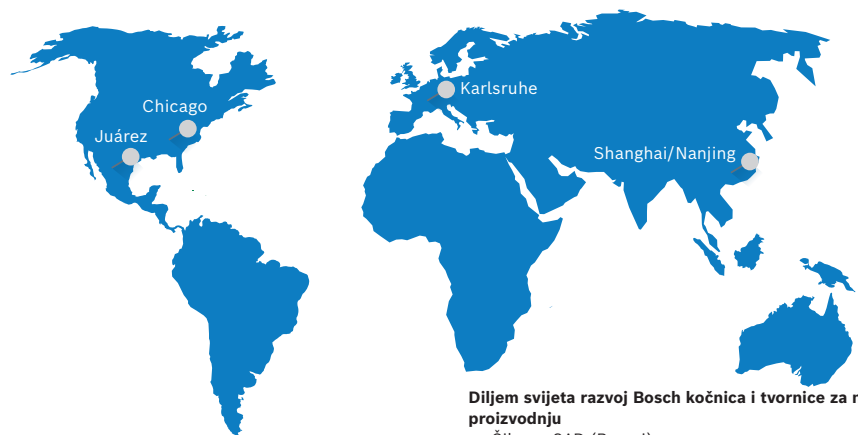 Karlsruhe
Chicago
Juárez
Shanghai/Nanjing
Diljem svijeta razvoj Bosch kočnica i tvornice za
proizvodnju